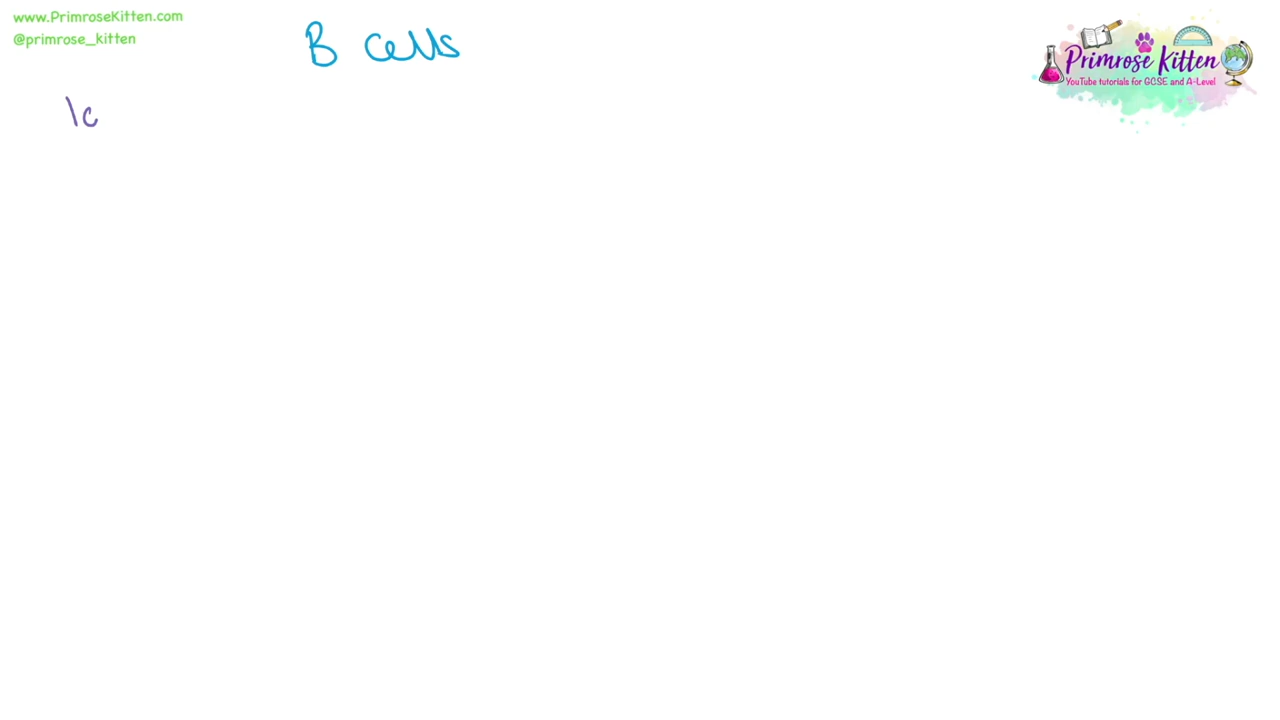 www.PrimroseKitten.com
@primrose_kitten
B cells
Primrose Kitten
YouTube tutorials for GCSE and A-Level